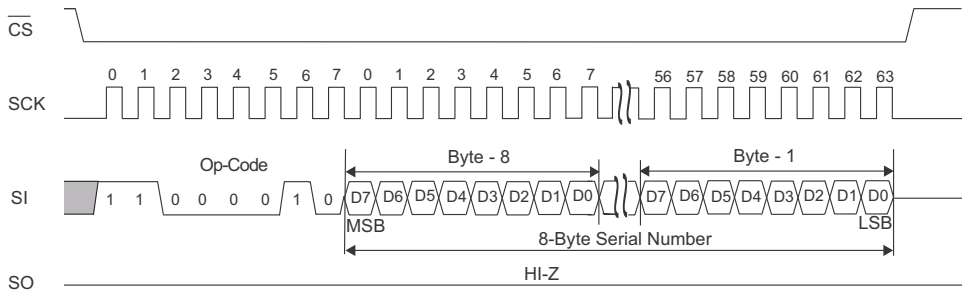 CS
0 1 2 3 4 5 6 7 0 1 2 3 4 5 6 7 56 57 58 59 60 61 62 63
SCK
Op-Code Byte - 8 Byte - 1
SI 1 1 0 0 0 0 1 0 D7 D6 D5 D4 D3 D2 D1 D0 D7 D6 D5 D4 D3 D2 D1 D0
MSB LSB
8-Byte Serial Number
HI-Z
SO